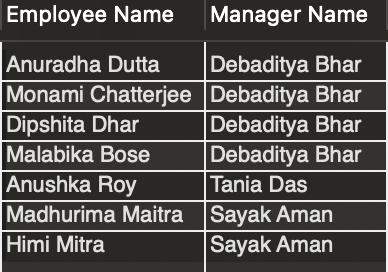 Employee Name Manager Name
Anuradha Dutta Debaditya Bhar
Monami Chatterjee Debaditya Bhar
Dipshita Dhar Debaditya Bhar
Malabika Bose Debaditya Bhar
Anushka Roy Tania Das
Madhurima Maitra Sayak Aman
Himi Mitra Sayak Aman